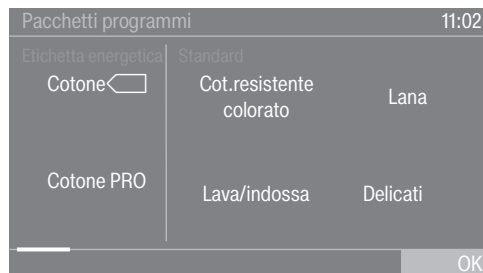 Pacchetti programmi 11:02
Etichetta energetica Standard
Cotone
Cot.resistente
colorato
Lana
Cotone PRO
Lava/indossa
Delicati
OK